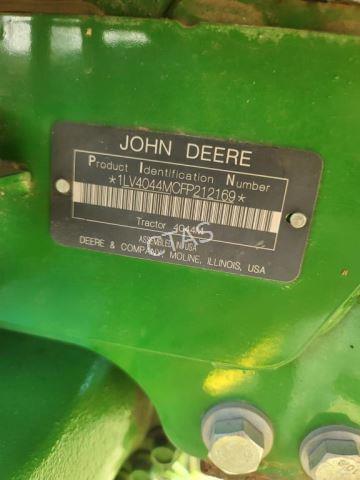 JOHN DEERE
Product Identification Number
*1LV4044MCFP212169*
Tractor 4044M
ASSEMBLED IN USA
DEERE & COMPANY MOLINE, ILLINOIS, USA